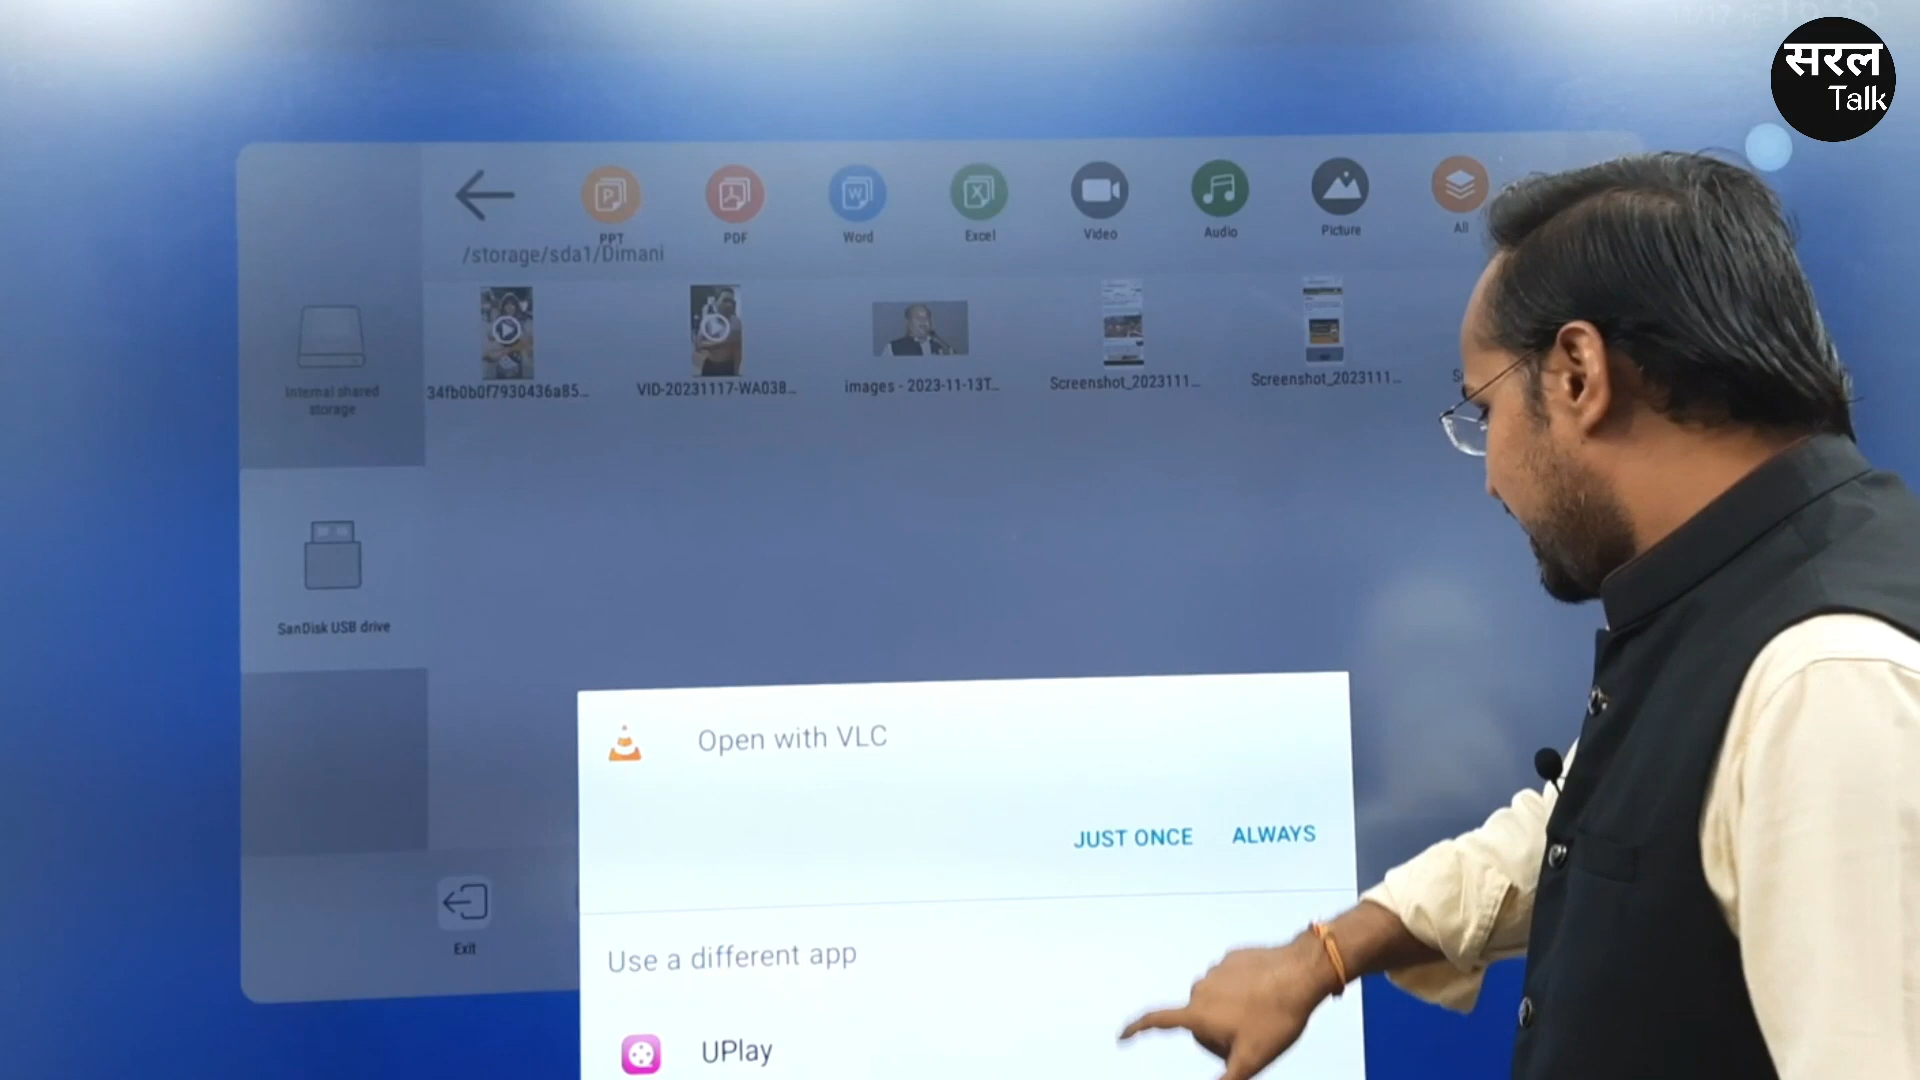 सरल
Talk
PPT
PDF
Word
Excel
Video
Audio
Picture
All
/storage/sda1/Dimani
Internal shared
storage
34fb0b0f7930436a85...
VID-20231117-WA038...
images - 2023-11-13T...
Screenshot_2023111...
Screenshot_2023111...
SanDisk USB drive
Open with VLC
JUST ONCE
ALWAYS
Use a different app
UPlay
Exit